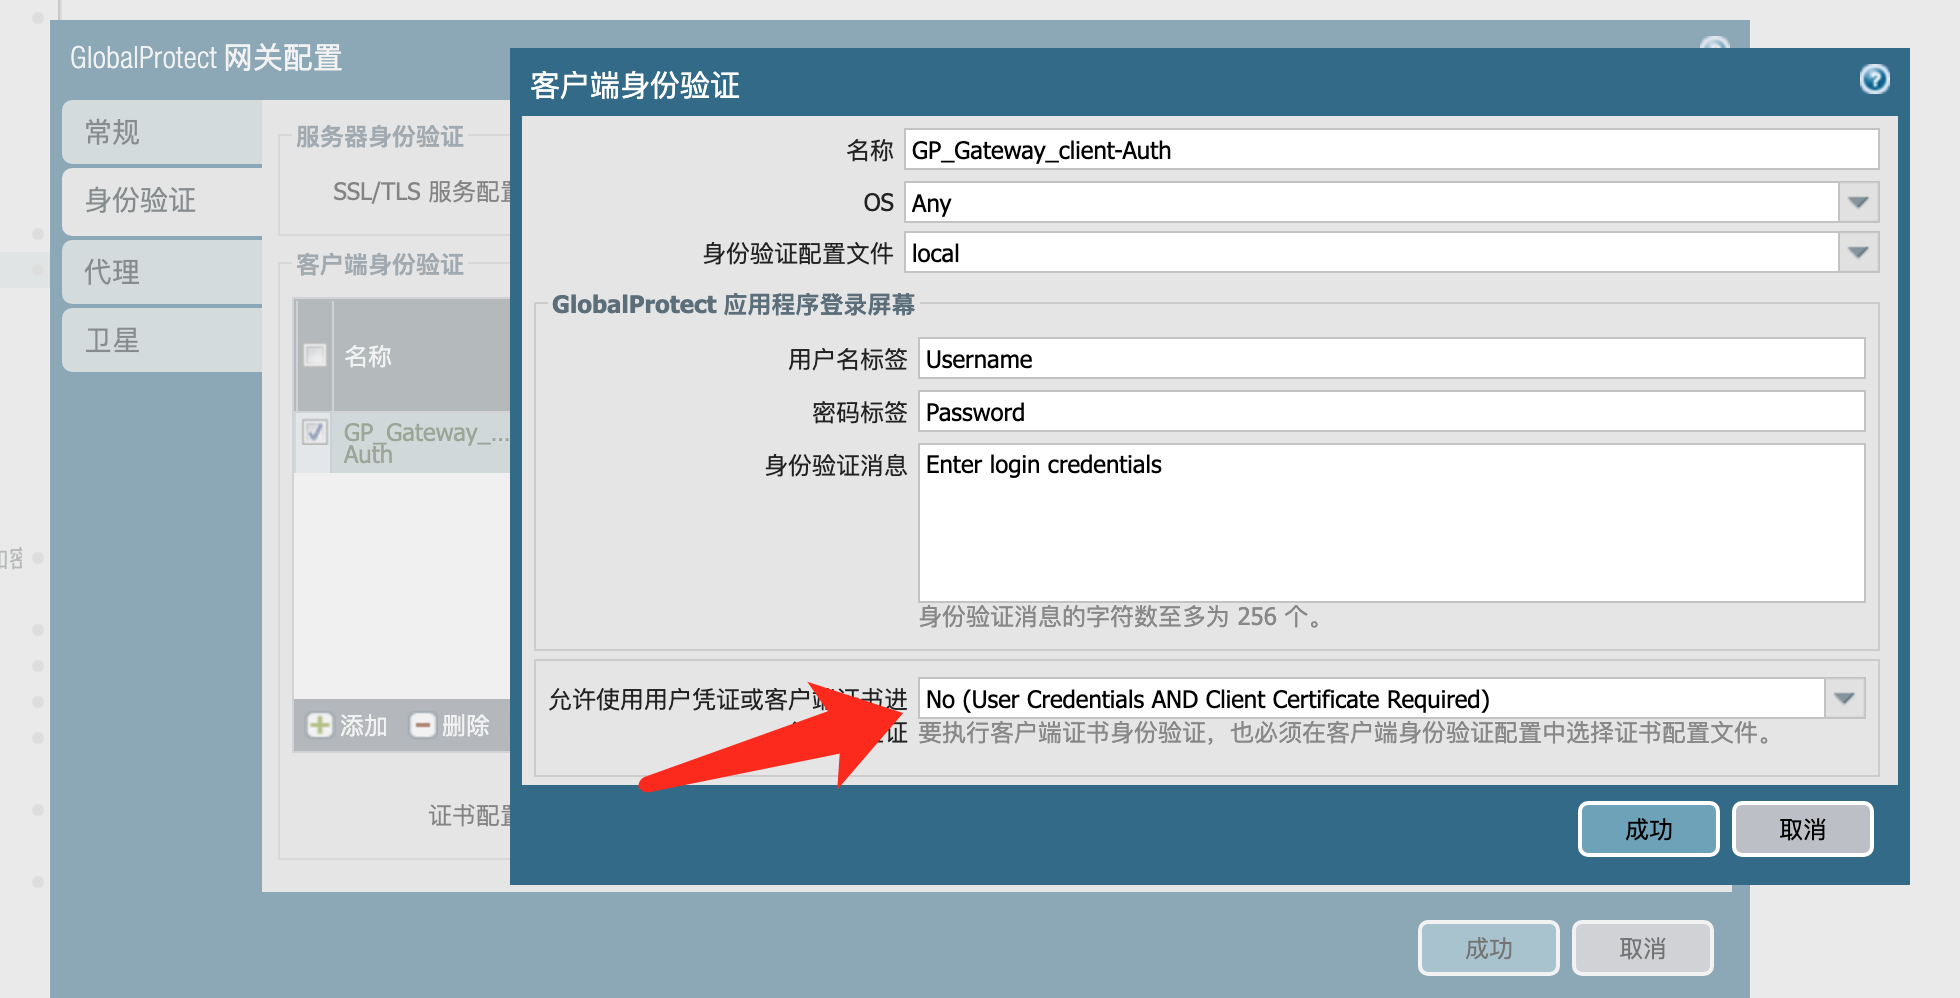 GlobalProtect 网关配置
常规
身份验证
代理
卫星
服务器身份验证
SSL/TLS 服务配
客户端身份验证
名称
GP_Gateway_...
Auth
添加 删除
证书配
客户端身份验证
名称 GP_Gateway_client-Auth
OS Any
身份验证配置文件 local
GlobalProtect 应用程序登录屏幕
用户名标签 Username
密码标签 Password
身份验证消息 Enter login credentials
身份验证消息的字符数至多为 256 个。
允许使用用户凭证或客户端证书进 No (User Credentials AND Client Certificate Required)
证 要执行客户端证书身份验证，也必须在客户端身份验证配置中选择证书配置文件。
成功 取消
成功 取消